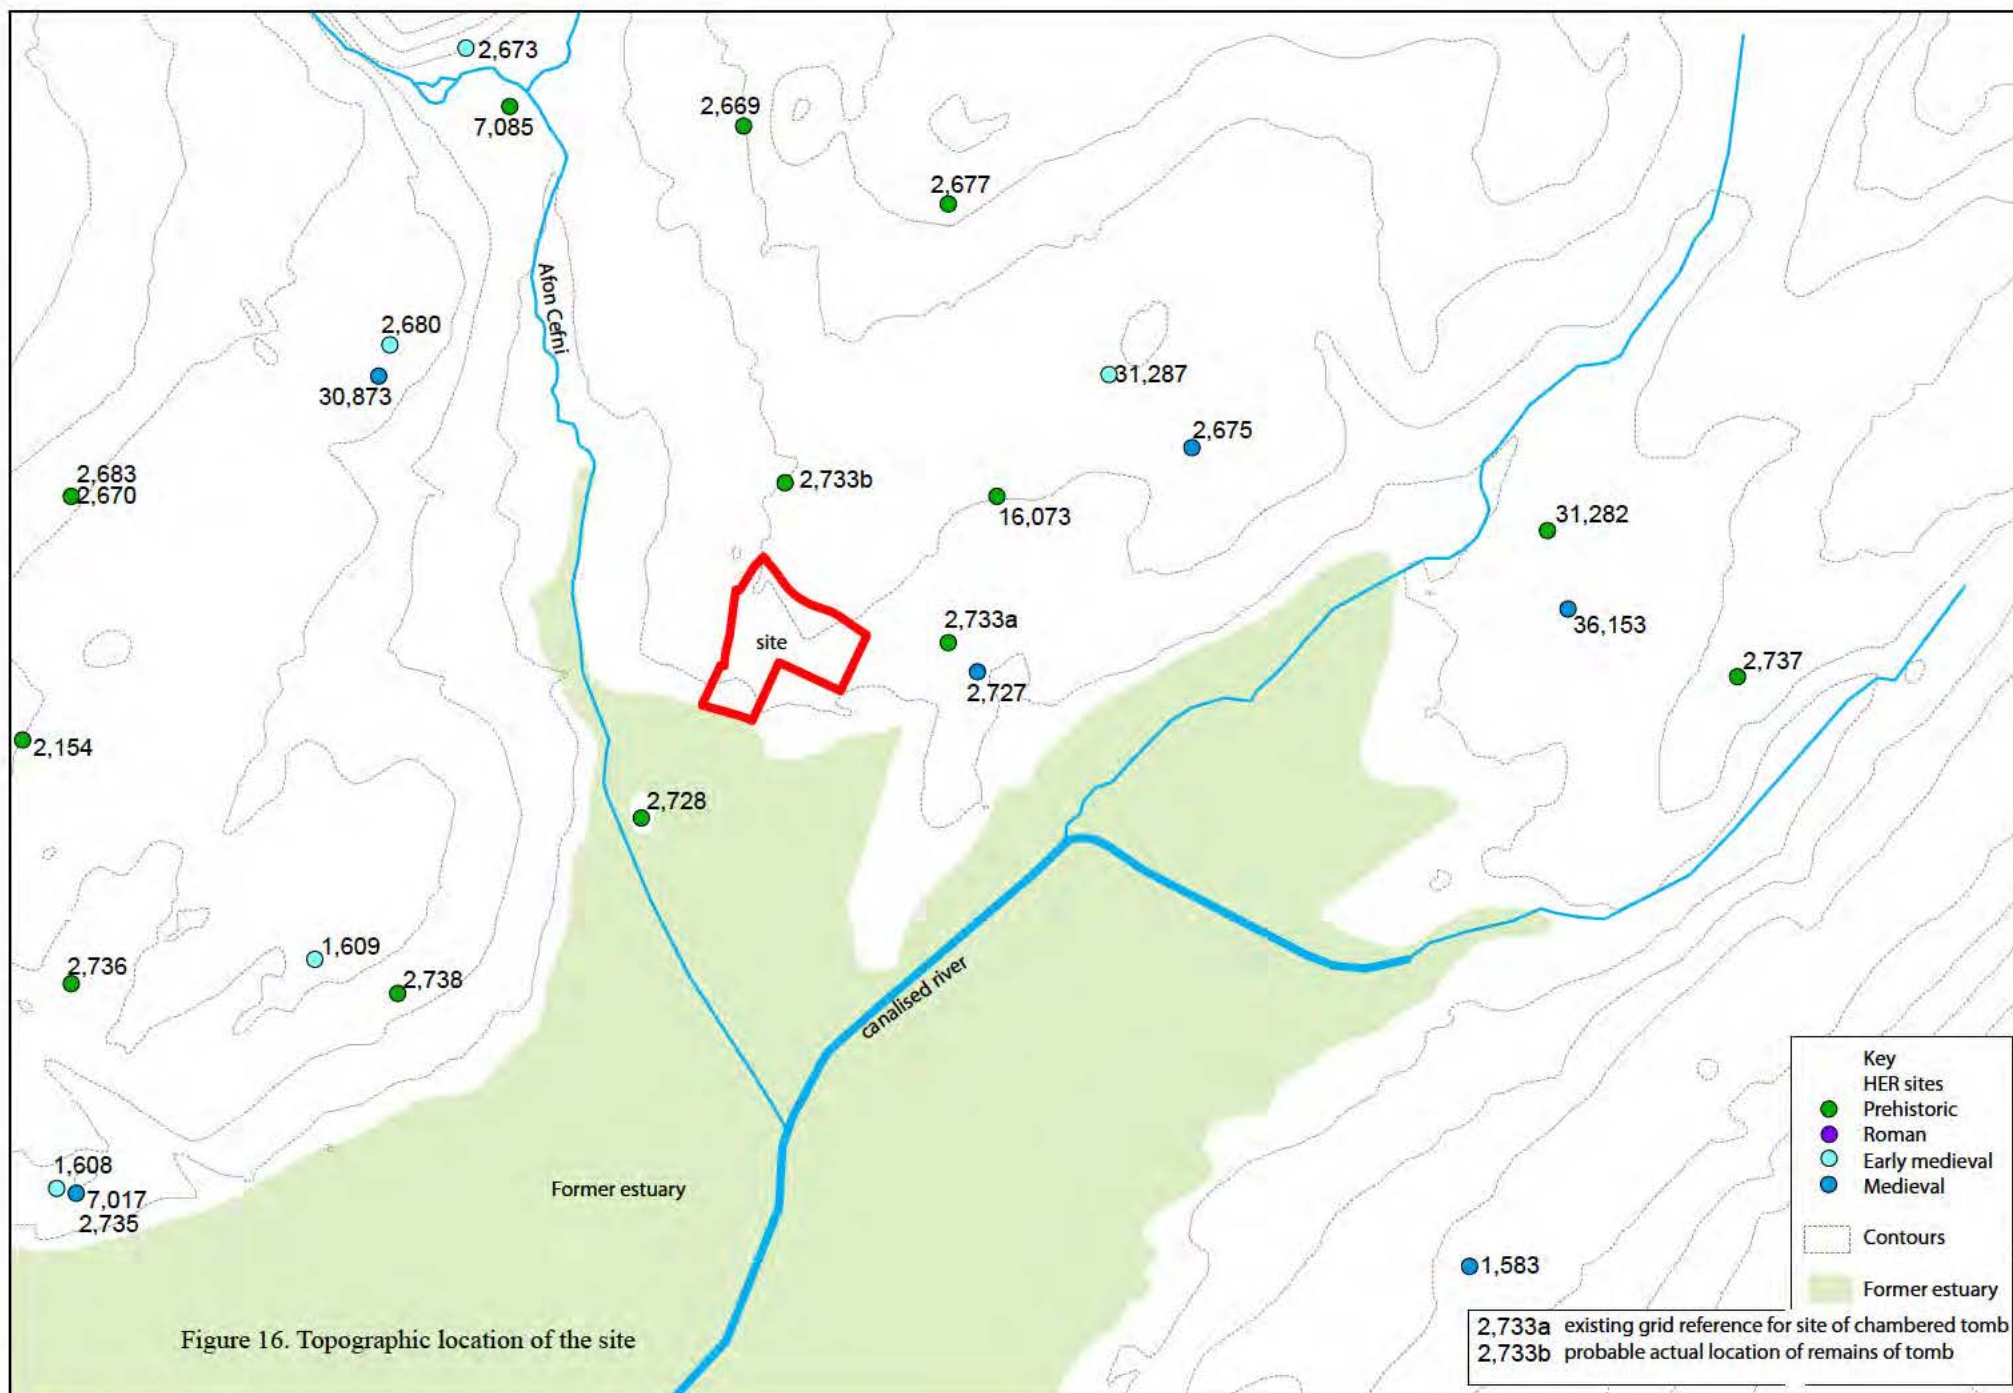 2,673
7,085
2,669
2,677
Afon Cefni
2,680
30,873
31,287
2,675
2,683
2,670
2,733b
16,073
31,282
36,153
2,733a
site
2,727
2,737
2,154
2,728
2,736
1,609
2,738
canalised river
1,608
7,017
2,735
Former estuary
1,583
Key
HER sites
Prehistoric
Roman
Early medieval
Medieval
Contours
Former estuary
2,733a existing grid reference for site of chambered tomb
2,733b probable actual location of remains of tomb
Figure 16. Topographic location of the site